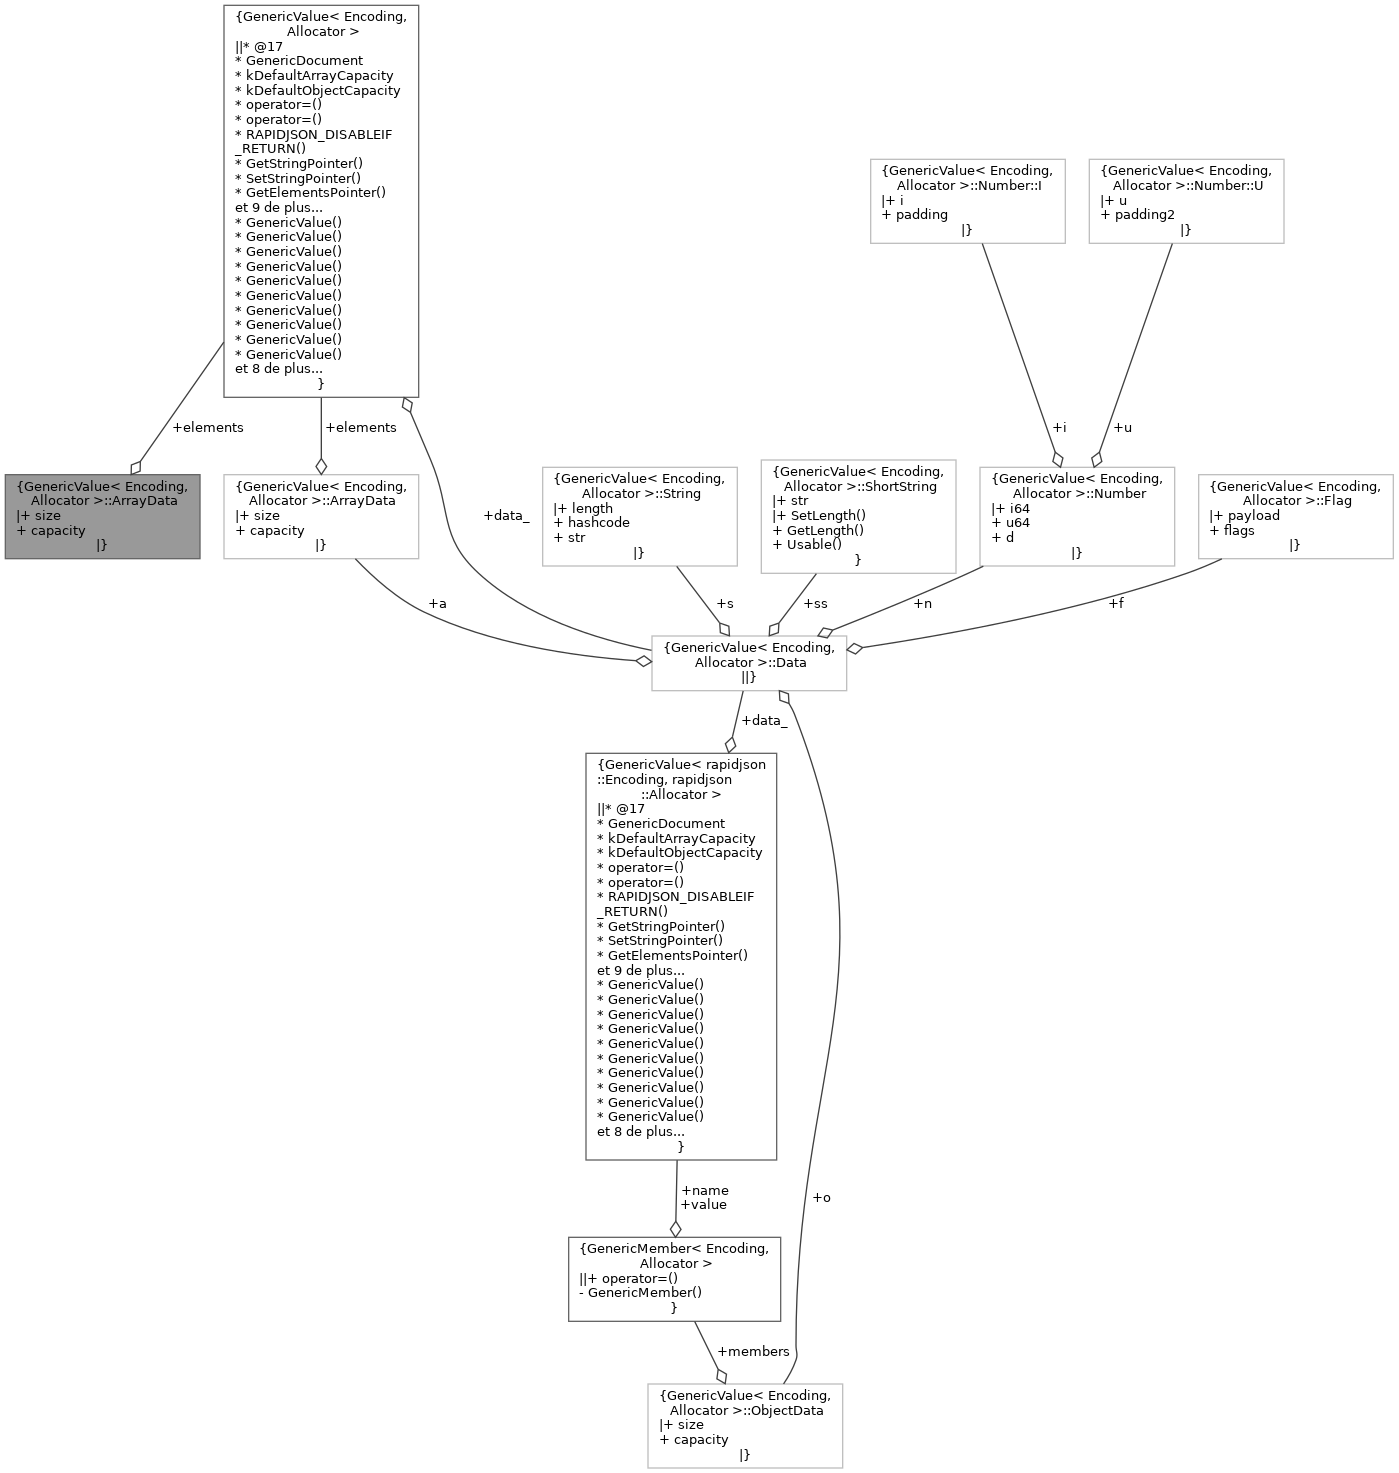 {GenericValue< Encoding,
Allocator >
||* @17
* GenericDocument
* kDefaultArrayCapacity
* kDefaultObjectCapacity
* operator=()
* operator=()
* RAPIDJSON_DISABLEIF
_RETURN()
* GetStringPointer()
* SetStringPointer()
* GetElementsPointer()
et 9 de plus...
* GenericValue()
* GenericValue()
* GenericValue()
* GenericValue()
* GenericValue()
* GenericValue()
* GenericValue()
* GenericValue()
* GenericValue()
* GenericValue()
et 8 de plus...
}
{GenericValue< Encoding,
Allocator >::Number::I
|+ i
+ padding
|}
{GenericValue< Encoding,
Allocator >::Number::U
|+ u
+ padding2
|}
+elements
+elements
+i
+u
{GenericValue< Encoding,
Allocator >::ArrayData
|+ size
+ capacity
|}
{GenericValue< Encoding,
Allocator >::ArrayData
|+ size
+ capacity
|}
+data_
{GenericValue< Encoding,
Allocator >::String
|+ length
+ hashcode
+ str
|}
{GenericValue< Encoding,
Allocator >::ShortString
|+ str
|+ SetLength()
+ GetLength()
+ Usable()
}
{GenericValue< Encoding,
Allocator >::Number
|+ i64
+ u64
+ d
|}
{GenericValue< Encoding,
Allocator >::Flag
|+ payload
+ flags
|}
+a
+s
+ss
+n
+f
{GenericValue< Encoding,
Allocator >::Data
||}
+data_
{GenericValue< rapidjson
::Encoding, rapidjson
::Allocator >
||* @17
* GenericDocument
* kDefaultArrayCapacity
* kDefaultObjectCapacity
* operator=()
* operator=()
* RAPIDJSON_DISABLEIF
_RETURN()
* GetStringPointer()
* SetStringPointer()
* GetElementsPointer()
et 9 de plus...
* GenericValue()
* GenericValue()
* GenericValue()
* GenericValue()
* GenericValue()
* GenericValue()
* GenericValue()
* GenericValue()
* GenericValue()
* GenericValue()
et 8 de plus...
}
+name
+value
+o
{GenericMember< Encoding,
Allocator >
||+ operator=()
- GenericMember()
}
+members
{GenericValue< Encoding,
Allocator >::ObjectData
|+ size
+ capacity
|}